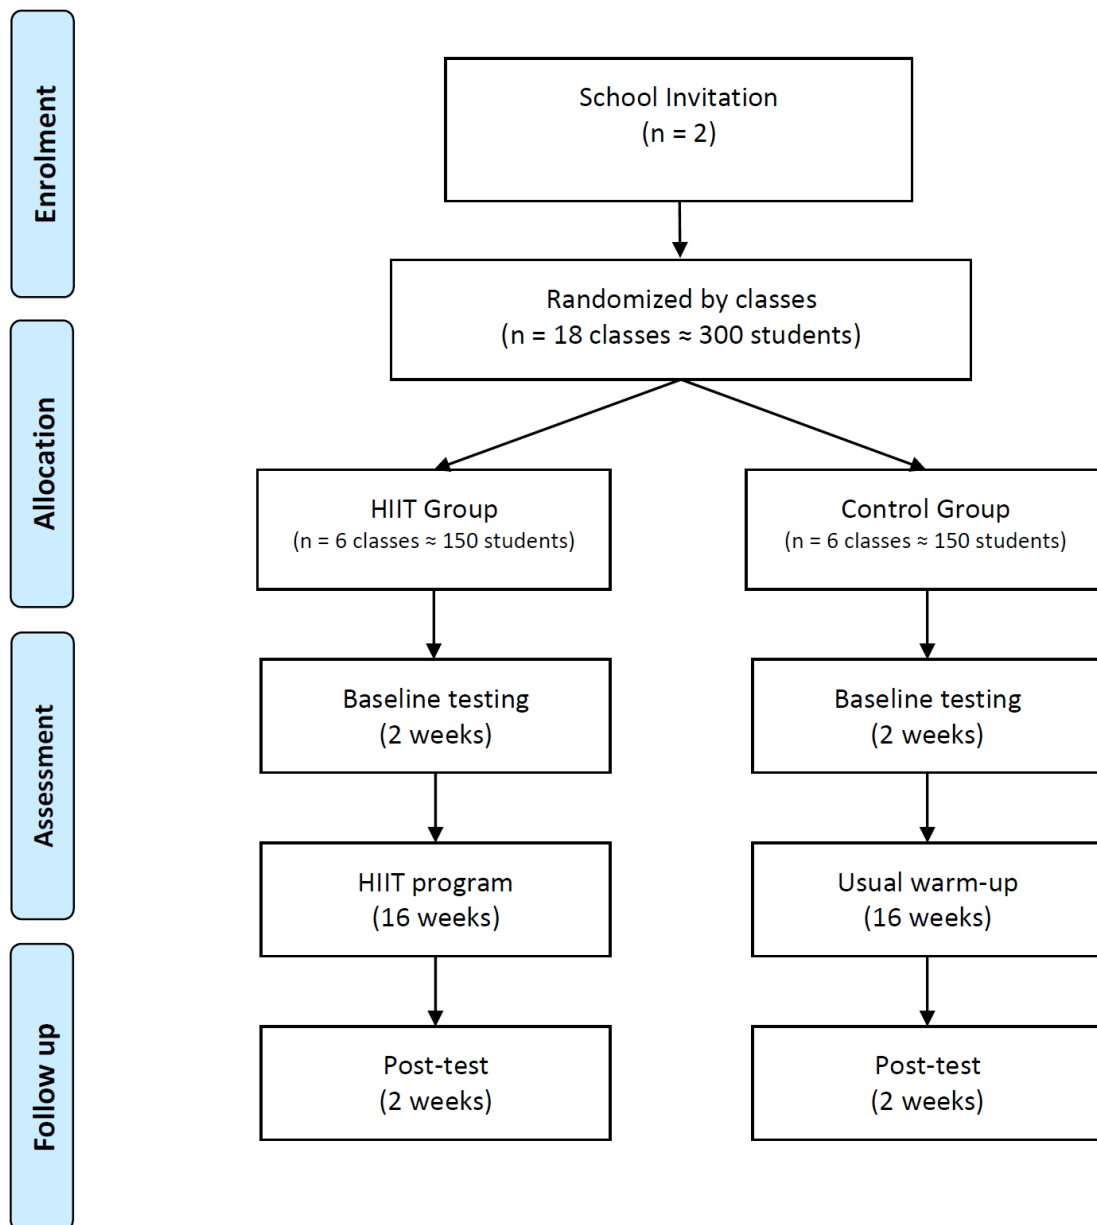 Enrolment
School Invitation
(n = 2)
Randomized by classes
(n = 18 classes ≈ 300 students)
Allocation
HIIT Group
(n = 6 classes ≈ 150 students)
Control Group
(n = 6 classes ≈ 150 students)
Assessment
Baseline testing
(2 weeks)
Baseline testing
(2 weeks)
HIIT program
(16 weeks)
Usual warm-up
(16 weeks)
Follow up
Post-test
(2 weeks)
Post-test
(2 weeks)